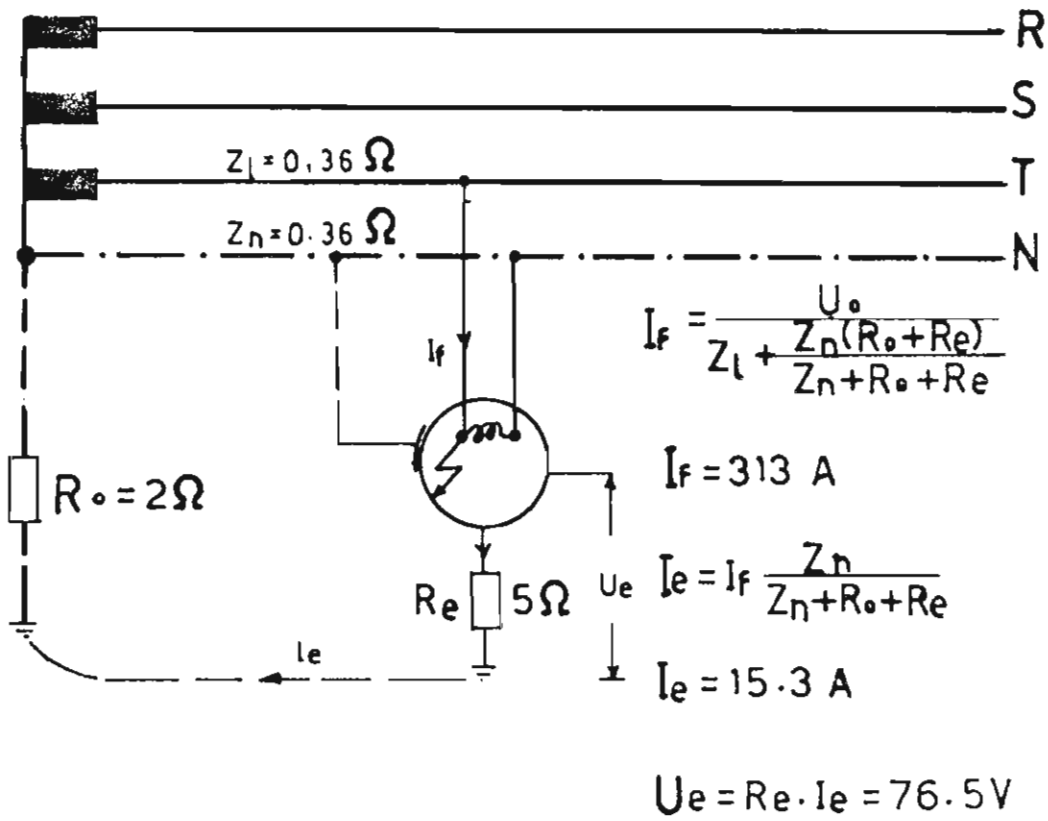 R
S
Zl = 0,36 Ω
T
Zn = 0.36 Ω
N
If = Uo / (Zl + Zn(Ro+Re) / (Zn+Ro+Re))
If
If = 313 A
Ro = 2Ω
Re 5Ω
Ue
Ie = If Zn / (Zn+Ro+Re)
Ie
Ie = 15.3 A
Ue = Re . Ie = 76.5V